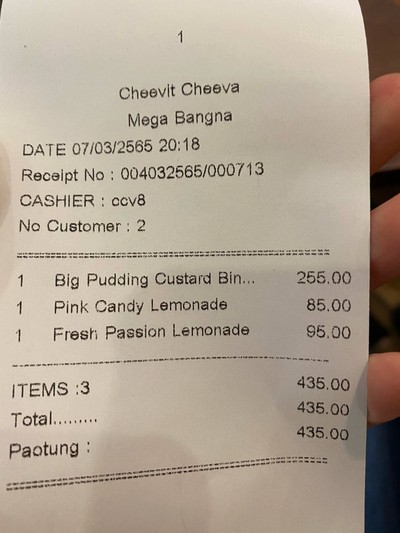 1
Cheevit Cheeva
Mega Bangna
DATE 07/03/2565 20:18
Receipt No : 004032565/000713
CASHIER : ccv8
No Customer : 2
1 Big Pudding Custard Bin... 255.00
1 Pink Candy Lemonade 85.00
1 Fresh Passion Lemonade 95.00
ITEMS :3 435.00
Total......... 435.00
Paotung : 435.00